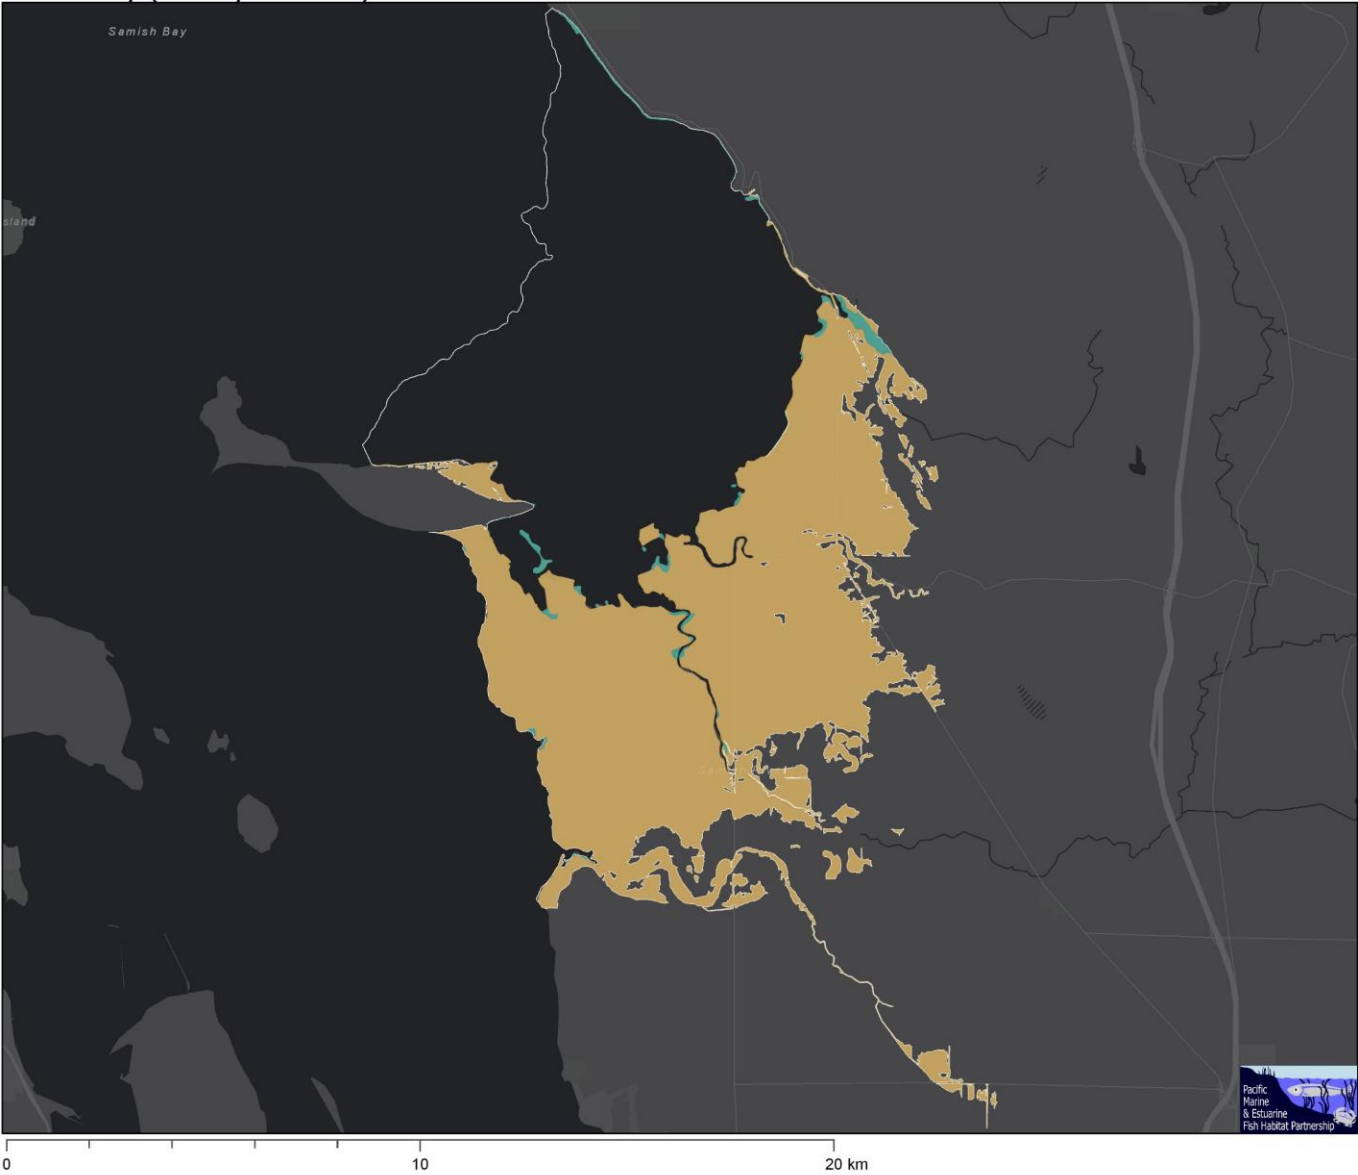 Samish Bay
sland
Pacific
Marine
& Estuarine
Fish Habitat Partnership
0 10 20 km